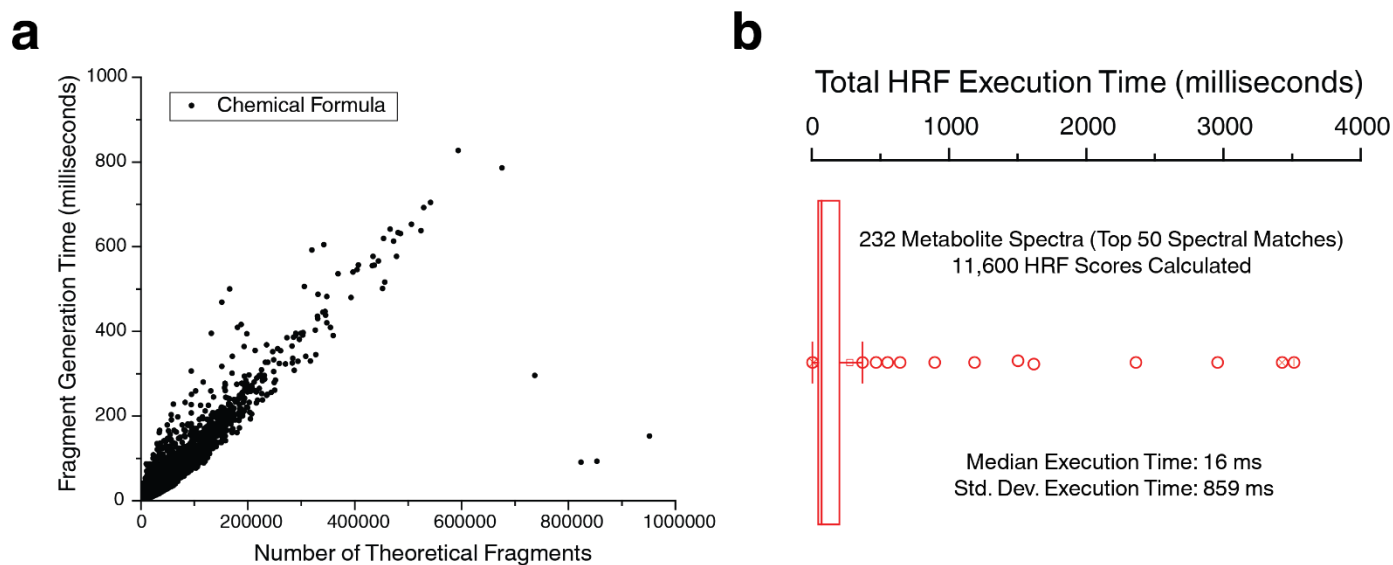 a
Fragment Generation Time (milliseconds)
1000
800
600
400
200
0
Chemical Formula
0 200000 400000 600000 800000 1000000
Number of Theoretical Fragments
b
Total HRF Execution Time (milliseconds)
0 1000 2000 3000 4000
232 Metabolite Spectra (Top 50 Spectral Matches)
11,600 HRF Scores Calculated
Median Execution Time: 16 ms
Std. Dev. Execution Time: 859 ms